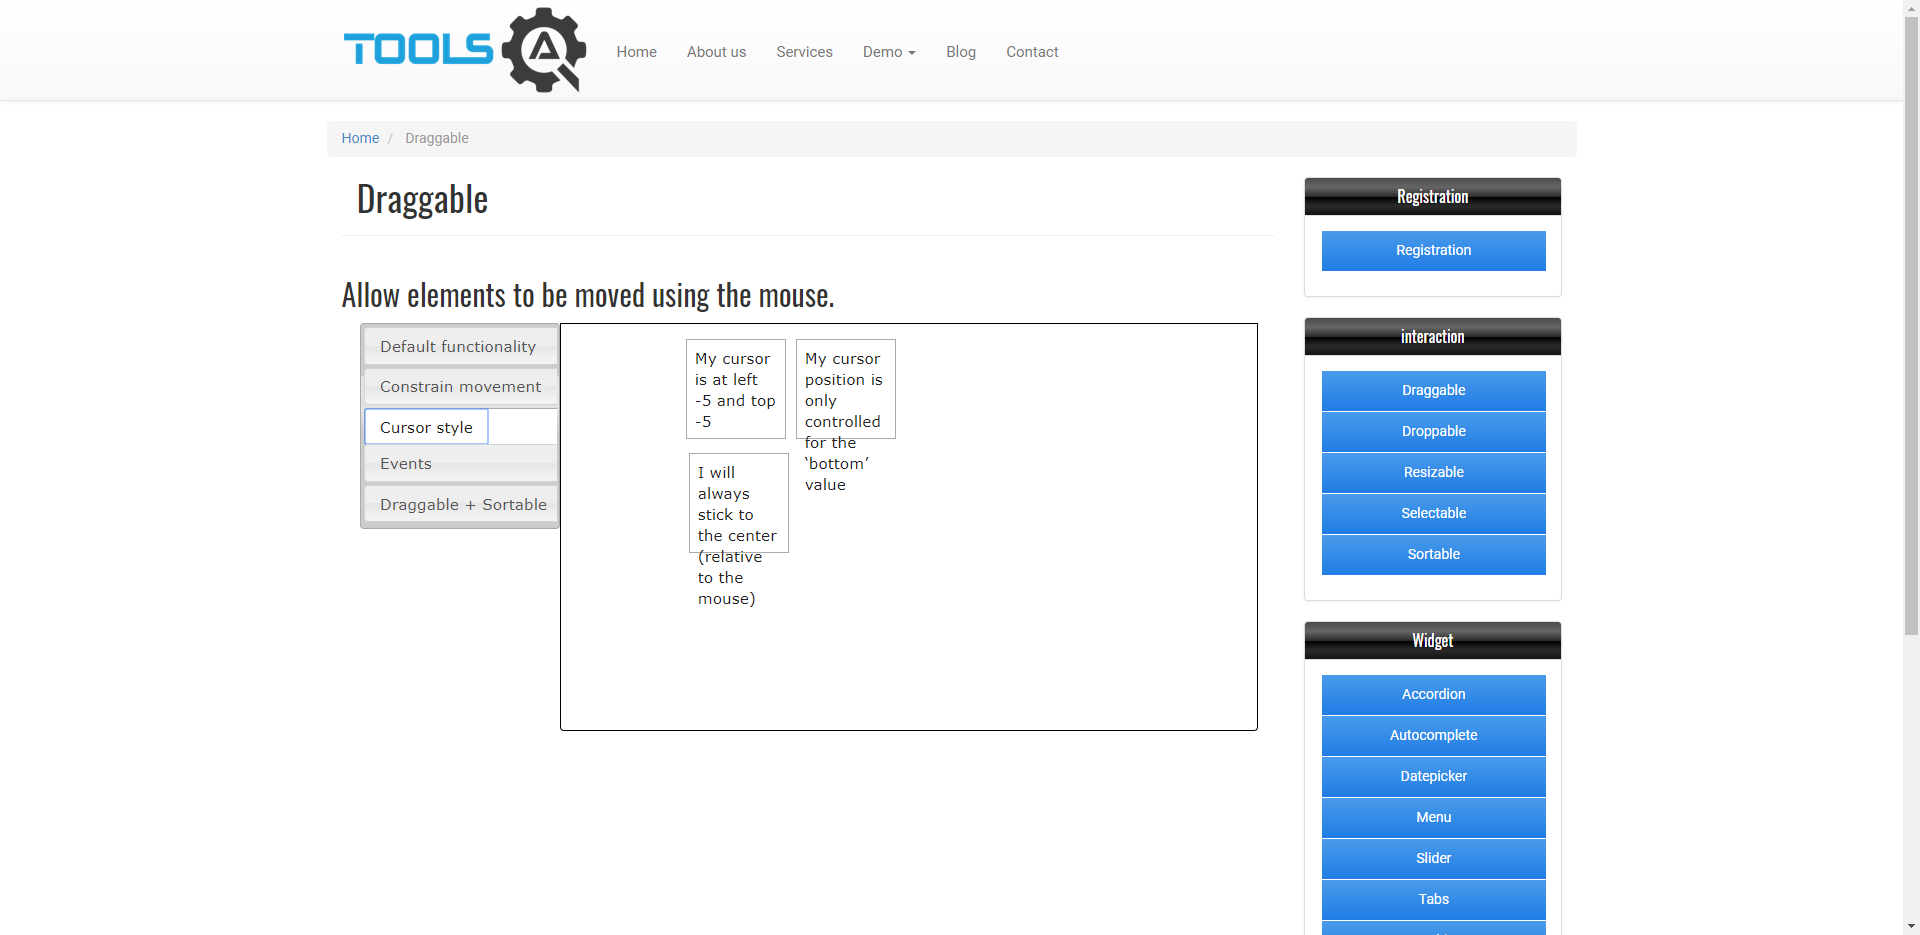 TOOLS QA
Home
About us
Services
Demo
Blog
Contact
Home / Draggable
Draggable
Allow elements to be moved using the mouse.
Default functionality
Constrain movement
Cursor style
Events
Draggable + Sortable
My cursor
is at left
-5 and top
-5
My cursor
position is
only
controlled
for the
‘bottom’
value
I will
always
stick to
the center
(relative
to the
mouse)
Registration
Registration
interaction
Draggable
Droppable
Resizable
Selectable
Sortable
Widget
Accordion
Autocomplete
Datepicker
Menu
Slider
Tabs